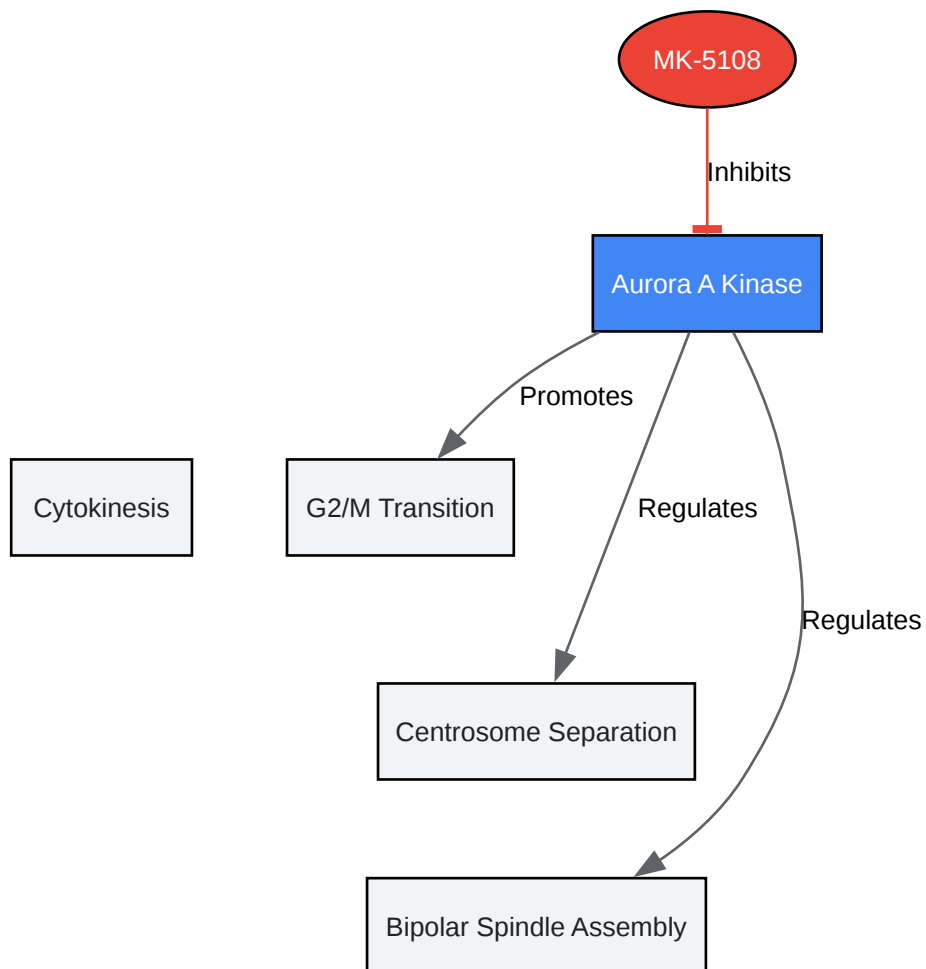 MK-5108
Inhibits
Aurora A Kinase
Promotes
Cytokinesis
G2/M Transition
Regulates
Regulates
Centrosome Separation
Bipolar Spindle Assembly